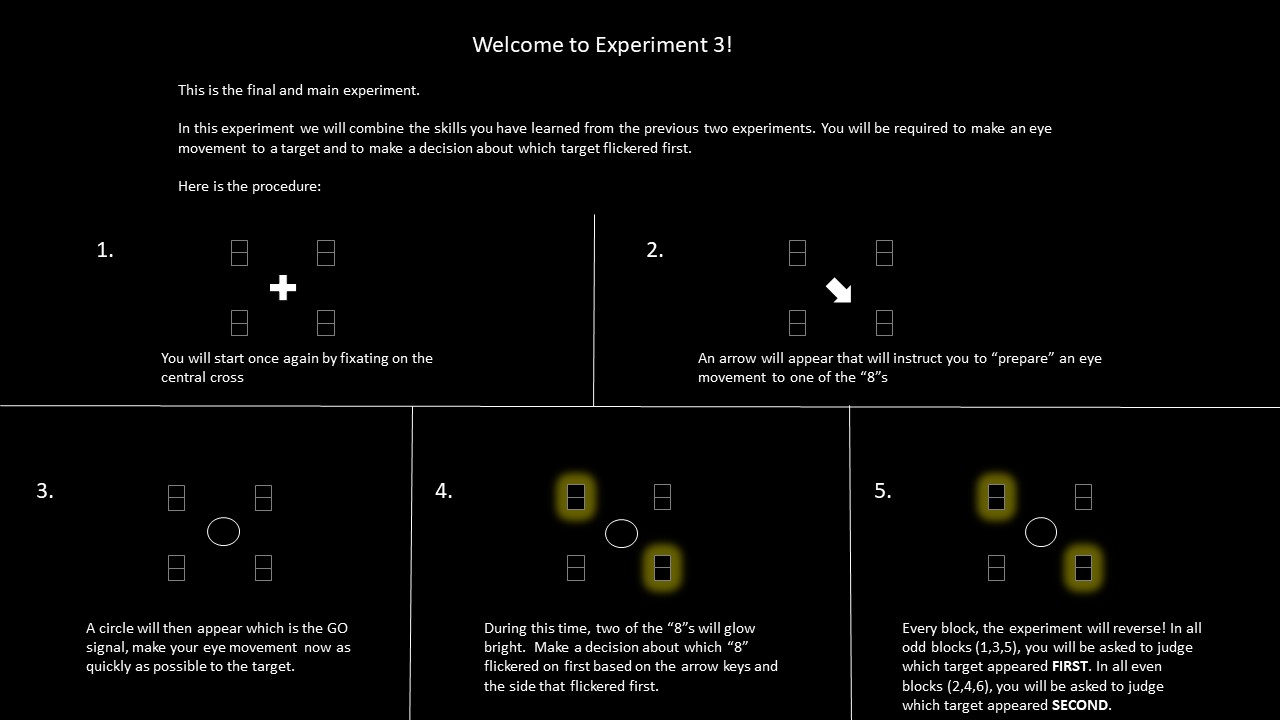 Welcome to Experiment 3!
This is the final and main experiment.
In this experiment we will combine the skills you have learned from the previous two experiments. You will be required to make an eye
movement to a target and to make a decision about which target flickered first.
Here is the procedure:
1.
You will start once again by fixating on the
central cross
2.
An arrow will appear that will instruct you to “prepare” an eye
movement to one of the “8”s
3.
A circle will then appear which is the GO
signal, make your eye movement now as
quickly as possible to the target.
4.
During this time, two of the “8”s will glow
bright. Make a decision about which “8”
flickered on first based on the arrow keys and
the side that flickered first.
5.
Every block, the experiment will reverse! In all
odd blocks (1,3,5), you will be asked to judge
which target appeared FIRST. In all even
blocks (2,4,6), you will be asked to judge
which target appeared SECOND.